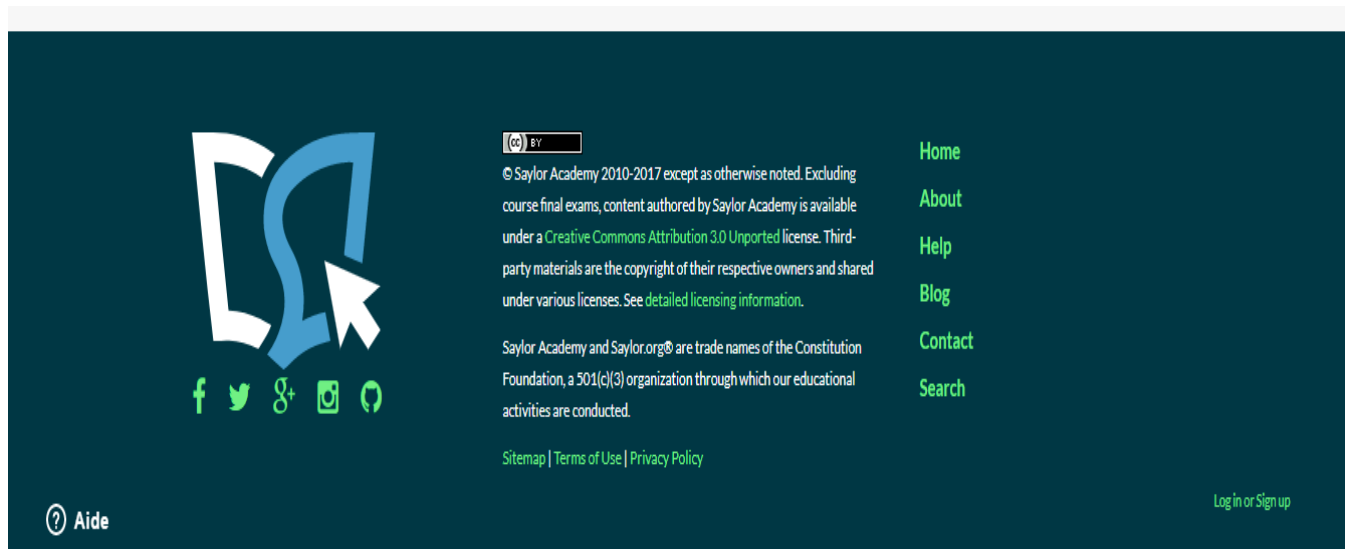 (cc) BY
© Saylor Academy 2010-2017 except as otherwise noted. Excluding
course final exams, content authored by Saylor Academy is available
under a Creative Commons Attribution 3.0 Unported license. Third-
party materials are the copyright of their respective owners and shared
under various licenses. See detailed licensing information.
Saylor Academy and Saylor.org® are trade names of the Constitution
Foundation, a 501(c)(3) organization through which our educational
activities are conducted.
Sitemap | Terms of Use | Privacy Policy
Home
About
Help
Blog
Contact
Search
Log in or Sign up
? Aide